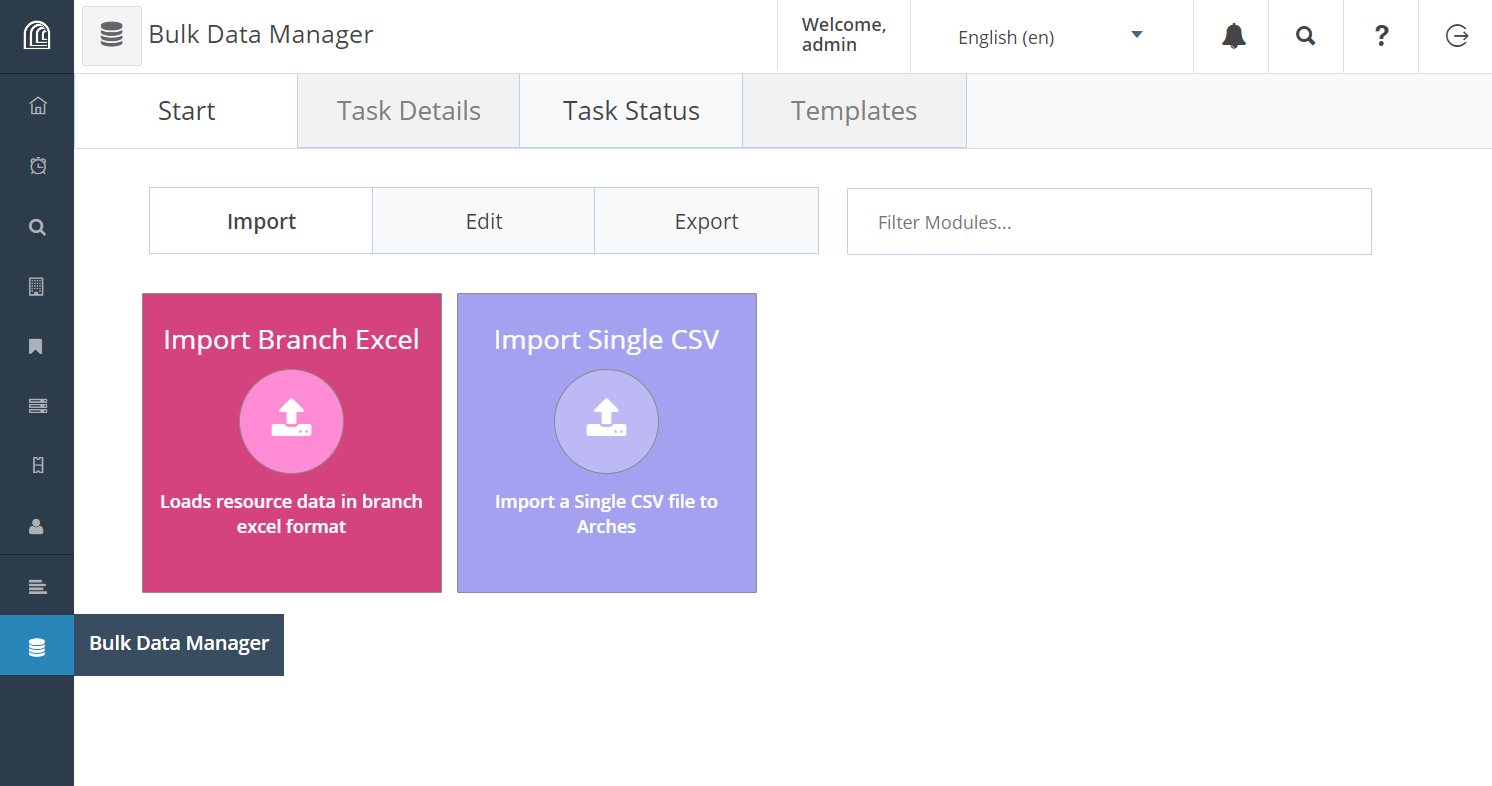 Bulk Data Manager
Welcome,
admin
English (en)
?
Start
Task Details
Task Status
Templates
Import
Edit
Export
Filter Modules...
Import Branch Excel
Loads resource data in branch
excel format
Import Single CSV
Import a Single CSV file to
Arches
Bulk Data Manager